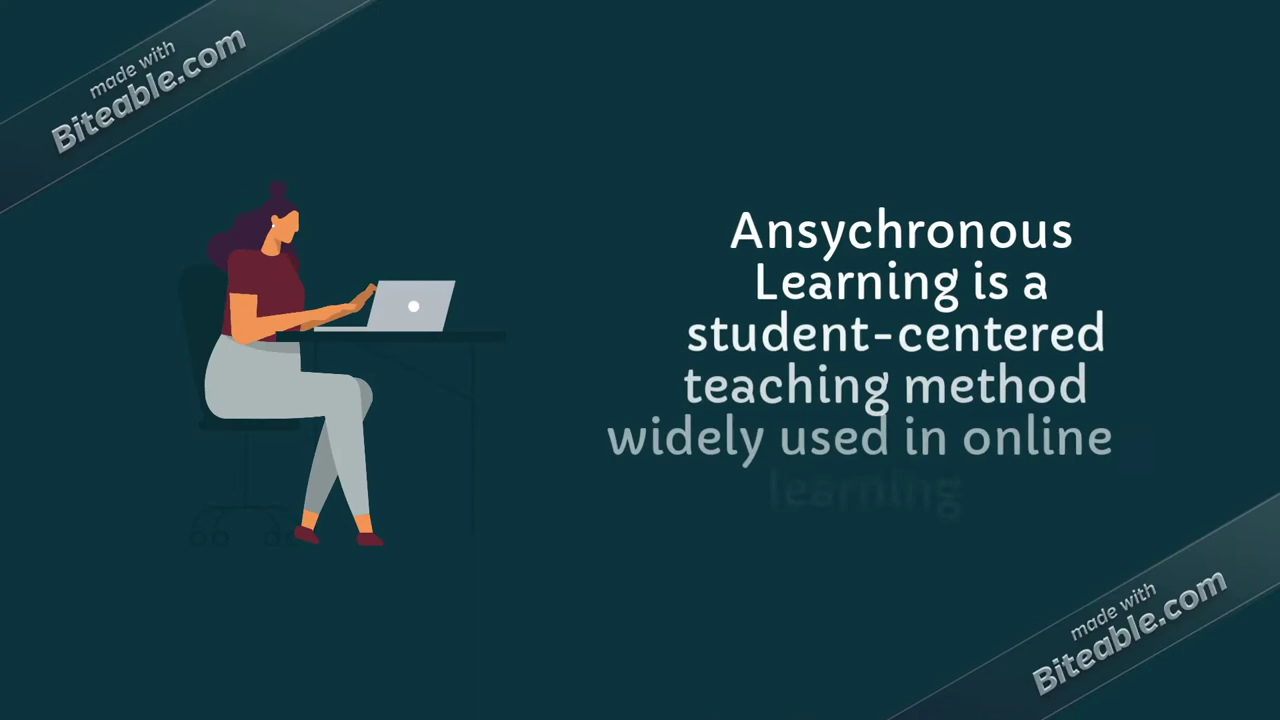 made with
Biteable.com
Ansychronous
Learning is a
student-centered
teaching method
widely used in online
learning
made with
Biteable.com